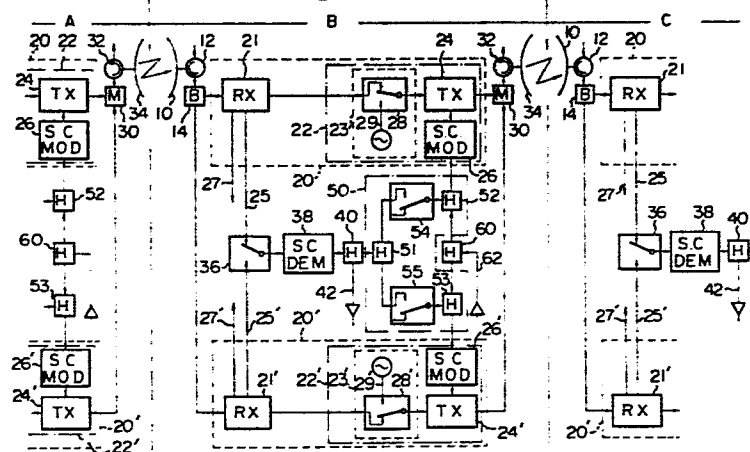 A B C
20 22 32 12 21 24 32 10 12 20
24 TX M B RX TX M B RX 21
26 30 34 10 14 22 23 29 28 30 34 14
S C MOD S C MOD
20' 26
27 25 50 52 27 25
H 52 H
38 40 54 60 36 38 40
60 H S.C DEM H H H S.C DEM H
36 51 62
53 42 55 53 42
H H
27' 25' 20' 26' 27' 25'
26' S C MOD 22' 23' 29' 28' S C MOD 21'
24' TX 21' RX TX RX
20' 24' 20'
22'